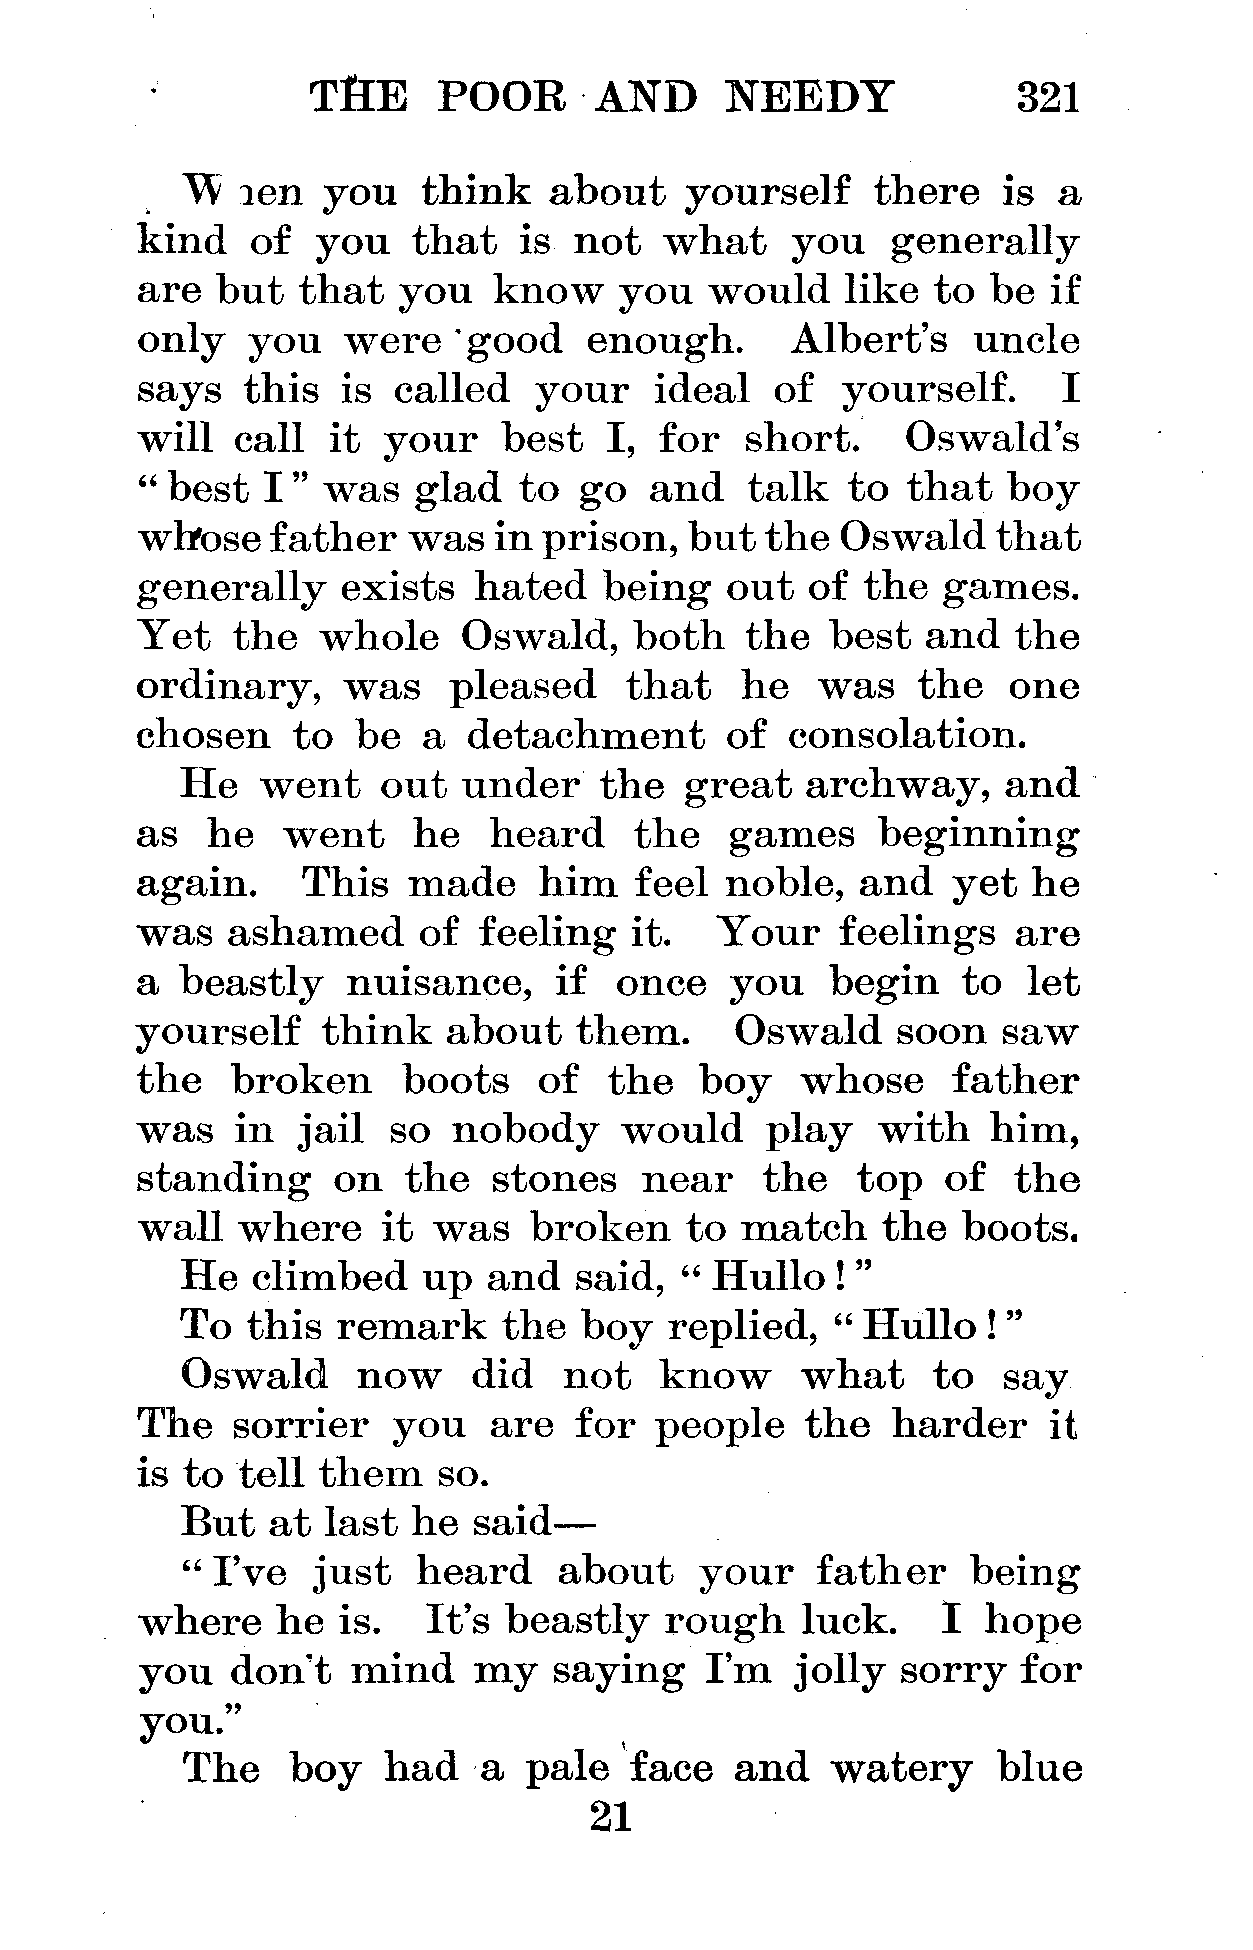 THE POOR AND NEEDY 321
When you think about yourself there is a
kind of you that is not what you generally
are but that you know you would like to be if
only you were good enough. Albert's uncle
says this is called your ideal of yourself. I
will call it your best I, for short. Oswald's
“ best I ” was glad to go and talk to that boy
whose father was in prison, but the Oswald that
generally exists hated being out of the games.
Yet the whole Oswald, both the best and the
ordinary, was pleased that he was the one
chosen to be a detachment of consolation.
He went out under the great archway, and
as he went he heard the games beginning
again. This made him feel noble, and yet he
was ashamed of feeling it. Your feelings are
a beastly nuisance, if once you begin to let
yourself think about them. Oswald soon saw
the broken boots of the boy whose father
was in jail so nobody would play with him,
standing on the stones near the top of the
wall where it was broken to match the boots.
He climbed up and said, “ Hullo ! ”
To this remark the boy replied, “ Hullo ! ”
Oswald now did not know what to say
The sorrier you are for people the harder it
is to tell them so.
But at last he said—
“ I've just heard about your father being
where he is. It's beastly rough luck. I hope
you don't mind my saying I'm jolly sorry for
you.”
The boy had a pale face and watery blue
21